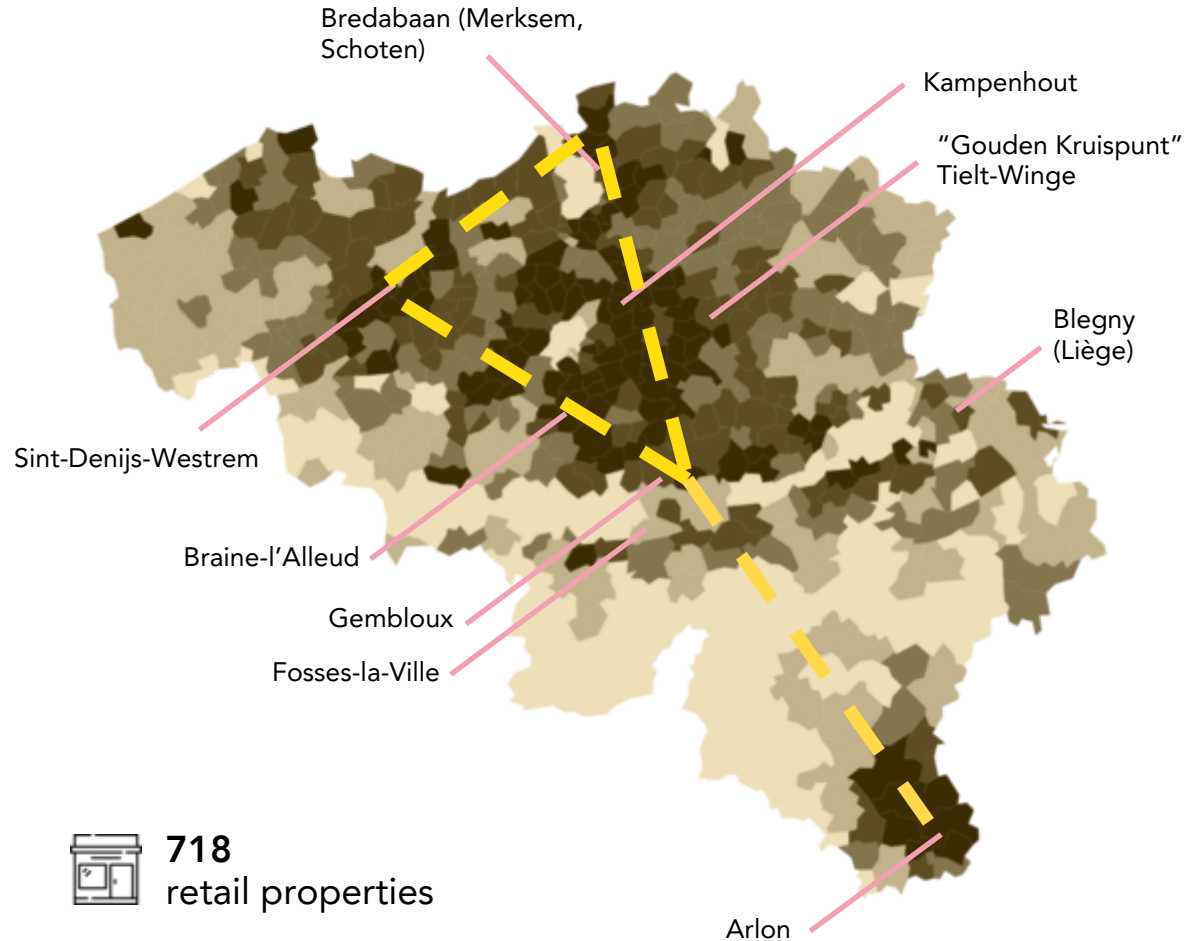 Bredabaan (Merksem,
Schoten)
Kampenhout
“Gouden Kruispunt”
Tielt-Winge
Blegny
(Liège)
Sint-Denijs-Westrem
Braine-l’Alleud
Gembloux
Fosses-la-Ville
718
retail properties
Arlon